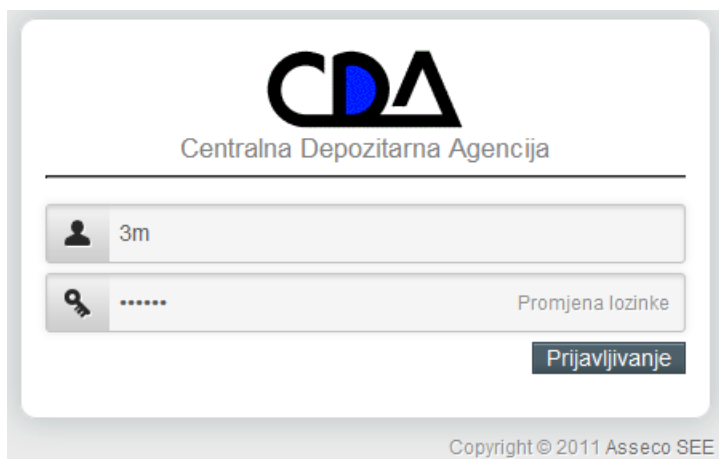 CDA
Centralna Depozitarna Agencija
3m
••••••
Promjena lozinke
Prijavljivanje
Copyright © 2011 Asseco SEE